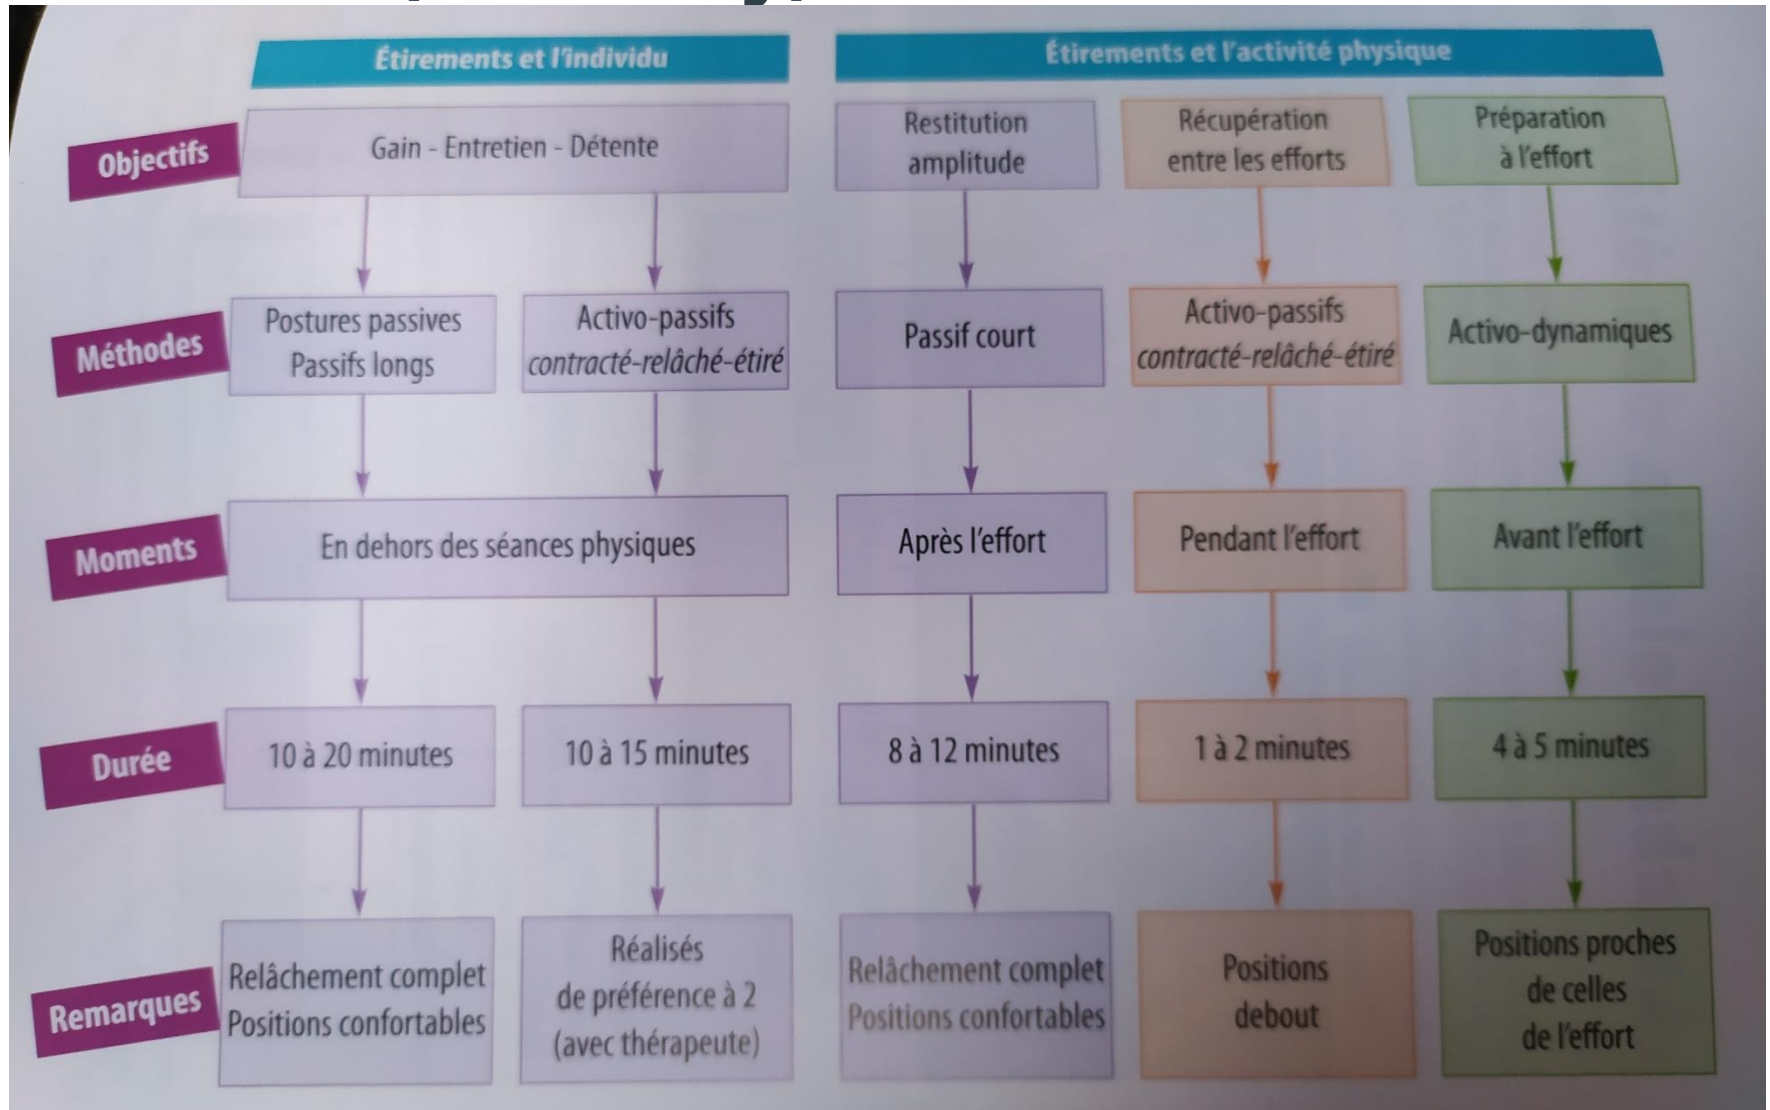 Étirements et l'individu
Étirements et l'activité physique
Objectifs
Gain - Entretien - Détente
Restitution
amplitude
Récupération
entre les efforts
Préparation
à l'effort
Méthodes
Postures passives
Passifs longs
Activo-passifs
contracté-relâché-étiré
Passif court
Activo-passifs
contracté-relâché-étiré
Activo-dynamiques
Moments
En dehors des séances physiques
Après l'effort
Pendant l'effort
Avant l'effort
Durée
10 à 20 minutes
10 à 15 minutes
8 à 12 minutes
1 à 2 minutes
4 à 5 minutes
Remarques
Relâchement complet
Positions confortables
Réalisés
de préférence à 2
(avec thérapeute)
Relâchement complet
Positions confortables
Positions
debout
Positions proches
de celles
de l'effort